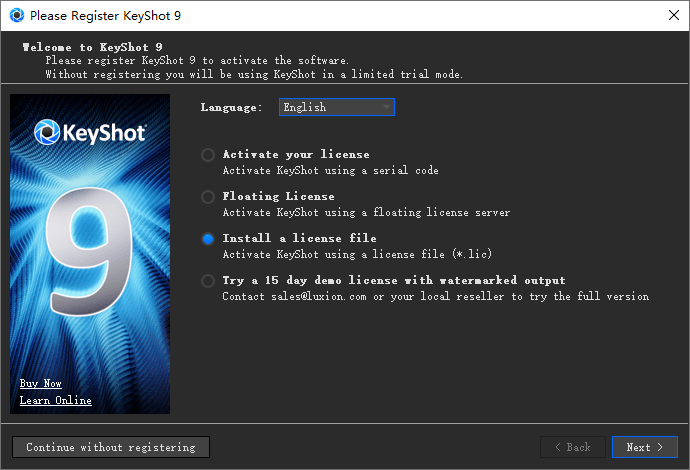 Please Register KeyShot 9
Welcome to KeyShot 9
Please register KeyShot 9 to activate the software.
Without registering you will be using KeyShot in a limited trial mode.
KeyShot
9
Buy Now
Learn Online
Language:
English
Activate your license
Activate KeyShot using a serial code
Floating License
Activate KeyShot using a floating license server
Install a license file
Activate KeyShot using a license file (*.lic)
Try a 15 day demo license with watermarked output
Contact sales@luxion.com or your local reseller to try the full version
Continue without registering
< Back
Next >